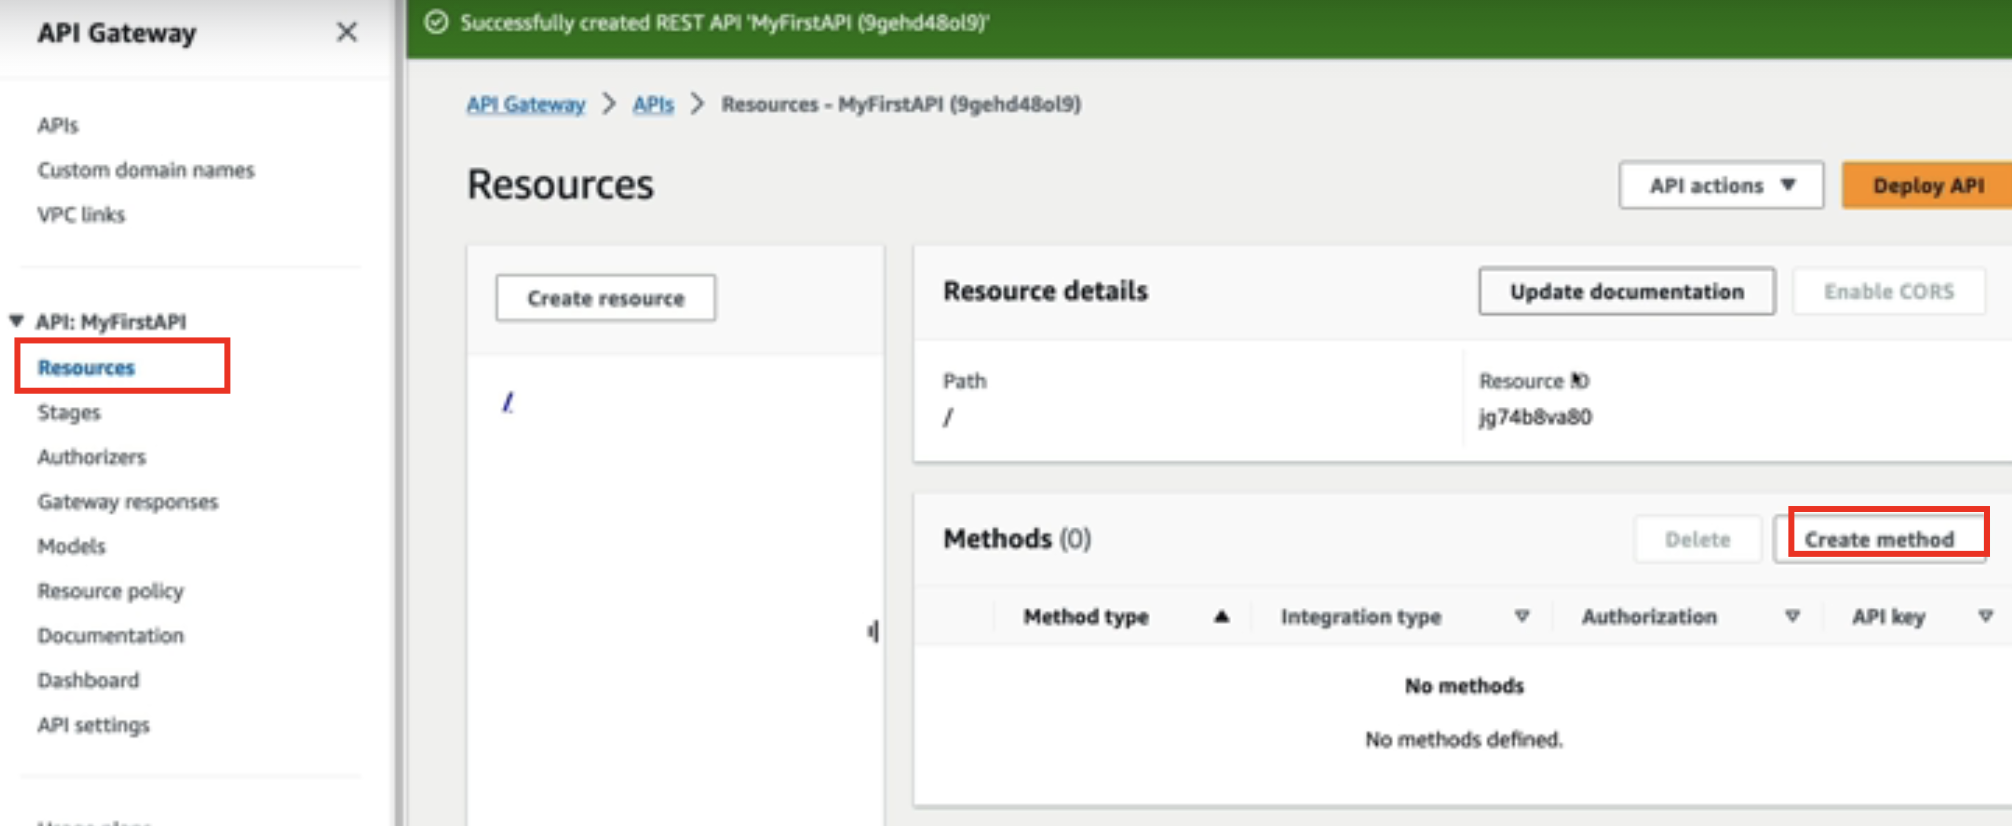 API Gateway
APIs
Custom domain names
VPC links
API: MyFirstAPI
Resources
Stages
Authorizers
Gateway responses
Models
Resource policy
Documentation
Dashboard
API settings
Successfully created REST API 'MyFirstAPI (9gehd48ol9)'
API Gateway > APIs > Resources - MyFirstAPI (9gehd48ol9)
Resources
API actions
Deploy API
Create resource
/
Resource details
Update documentation
Enable CORS
Path
/
Resource ID
jg74b8va80
Methods (0)
Delete
Create method
Method type Integration type Authorization API key
No methods
No methods defined.